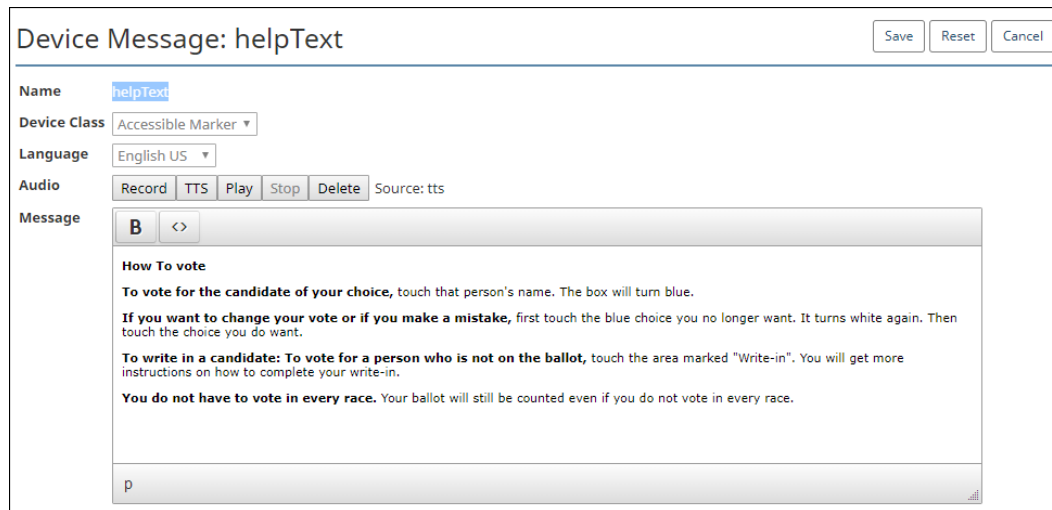 Device Message: helpText
Save Reset Cancel
Name helpText
Device Class Accessible Marker
Language English US
Audio Record TTS Play Stop Delete Source: tts
Message
B <>
How To vote
To vote for the candidate of your choice, touch that person's name. The box will turn blue.
If you want to change your vote or if you make a mistake, first touch the blue choice you no longer want. It turns white again. Then
touch the choice you do want.
To write in a candidate: To vote for a person who is not on the ballot, touch the area marked "Write-in". You will get more
instructions on how to complete your write-in.
You do not have to vote in every race. Your ballot will still be counted even if you do not vote in every race.
p